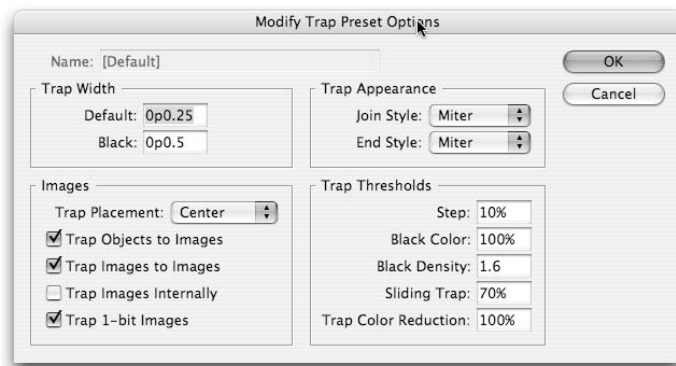 Modify Trap Preset Options
Name: [Default]
OK
Cancel
Trap Width
Default: 0p0.25
Black: 0p0.5
Trap Appearance
Join Style: Miter
End Style: Miter
Images
Trap Placement: Center
Trap Objects to Images
Trap Images to Images
Trap Images Internally
Trap 1-bit Images
Trap Thresholds
Step: 10%
Black Color: 100%
Black Density: 1.6
Sliding Trap: 70%
Trap Color Reduction: 100%